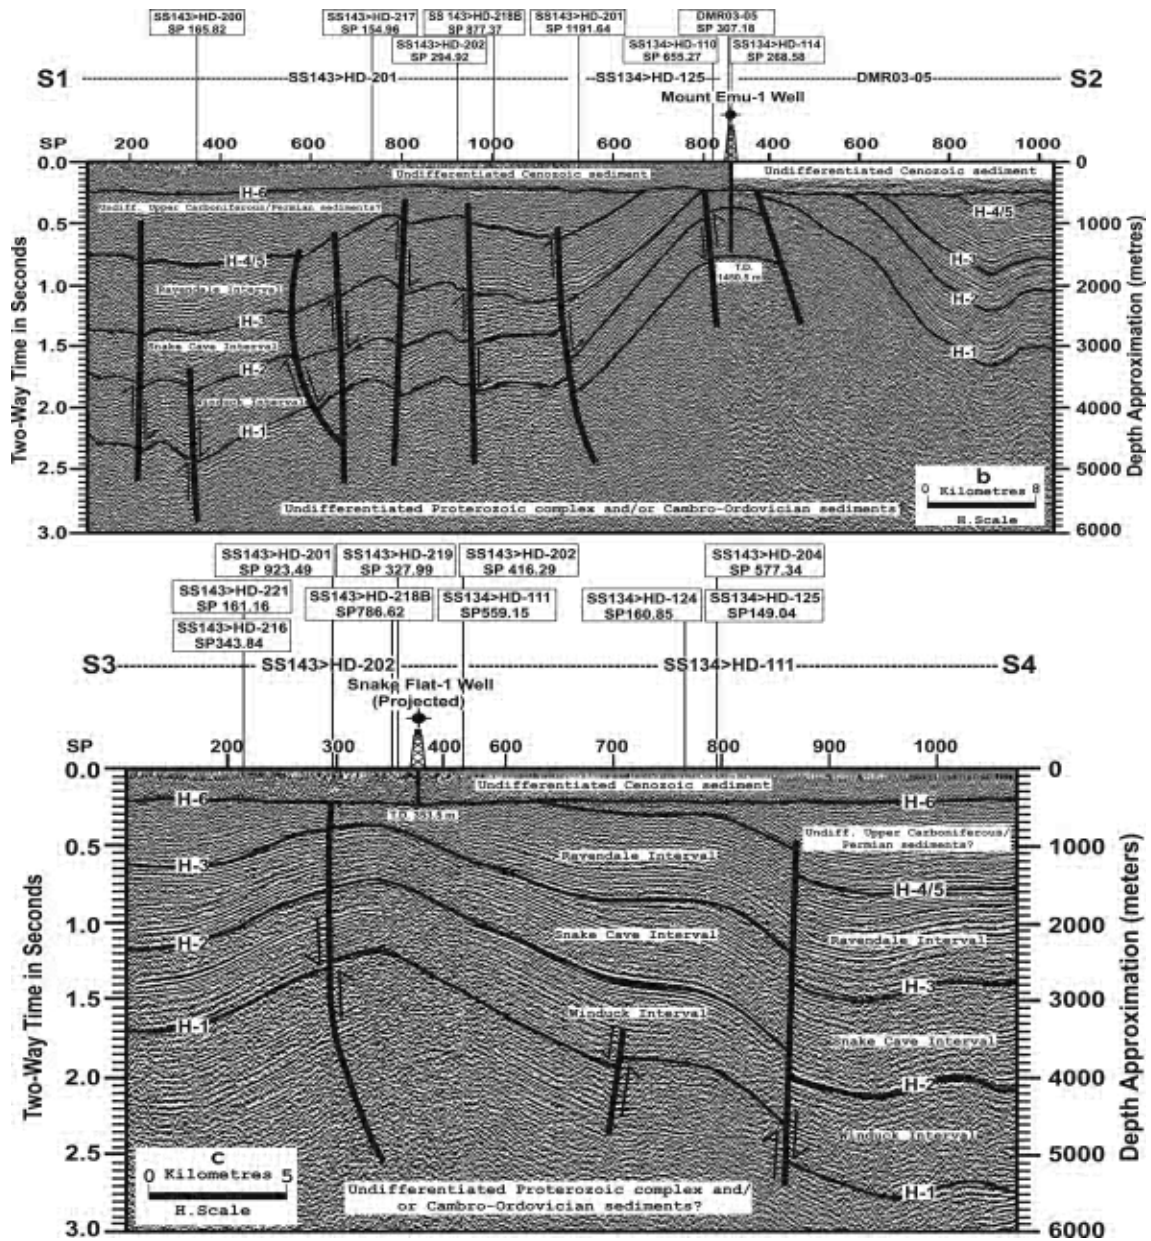 SS143>HD-200
SP 165.82
SS143>HD-217
SP 154.96
SS 143>HD-218B
SP 877.37
SS143>HD-201
SP 1191.64
DMR03-05
SP 307.18
SS143>HD-202
SP 294.92
SS134>HD-110
SP 655.27
SS134>HD-114
SP 268.58
S1 SS143>HD-201 SS134>HD-125 DMR03-05 S2
Mount Emu-1 Well
SP 200 600 800 1000 600 800 400 600 800 1000
0.0 0
Undifferentiated Cenozoic sediment Undifferentiated Cenozoic sediment
H-6
Undiff. Upper Carboniferous/Permian sediments?
H-4/5
0.5 1000
H-4/5
H-3
T.D.
1460.5 m
1.0 2000
Ravendale Interval
H-2
H-3
1.5 3000
Snake Cave Interval
H-1
H-2
2.0 4000
Winduck Interval
H-1
2.5 5000
b
0 Kilometres 8
H.Scale
Undifferentiated Proterozoic complex and/or Cambro-Ordovician sediments
3.0 6000
Two-Way Time in Seconds
Depth Approximation (metres)
SS143>HD-201
SP 923.49
SS143>HD-219
SP 327.99
SS143>HD-202
SP 416.29
SS143>HD-204
SP 577.34
SS143>HD-221
SP 161.16
SS143>HD-218B
SP786.62
SS134>HD-111
SP559.15
SS134>HD-124
SP160.85
SS134>HD-125
SP149.04
SS143>HD-216
SP343.84
S3 SS143>HD-202 SS134>HD-111 S4
Snake Flat-1 Well
(Projected)
SP 200 300 400 600 700 800 900 1000
0.0 0
Undifferentiated Cenozoic sediment
H-6 H-6
Undiff. Upper Carboniferous/
Permian sediments?
0.5 1000
Ravendale Interval
H-3
H-4/5
1.0 2000
H-2
Snake Cave Interval
Ravendale Interval
H-3
1.5 3000
H-1
Winduck Interval
Snake Cave Interval
2.0 4000
H-2
Winduck Interval
2.5 5000
c
0 Kilometres 5
H.Scale
Undifferentiated Proterozoic complex and/
or Cambro-Ordovician sediments?
H-1
3.0 6000
Two-Way Time in Seconds
Depth Approximation (meters)